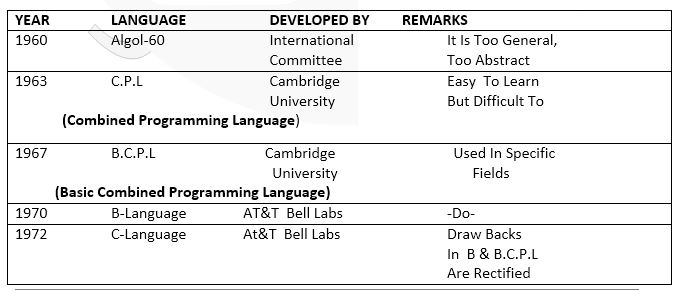 YEAR LANGUAGE DEVELOPED BY REMARKS
1960 Algol-60 International It Is Too General,
Committee Too Abstract
1963 C.P.L Cambridge Easy To Learn
University But Difficult To
(Combined Programming Language)
1967 B.C.P.L Cambridge Used In Specific
University Fields
(Basic Combined Programming Language)
1970 B-Language AT&T Bell Labs -Do-
1972 C-Language At&T Bell Labs Draw Backs
In B & B.C.P.L
Are Rectified